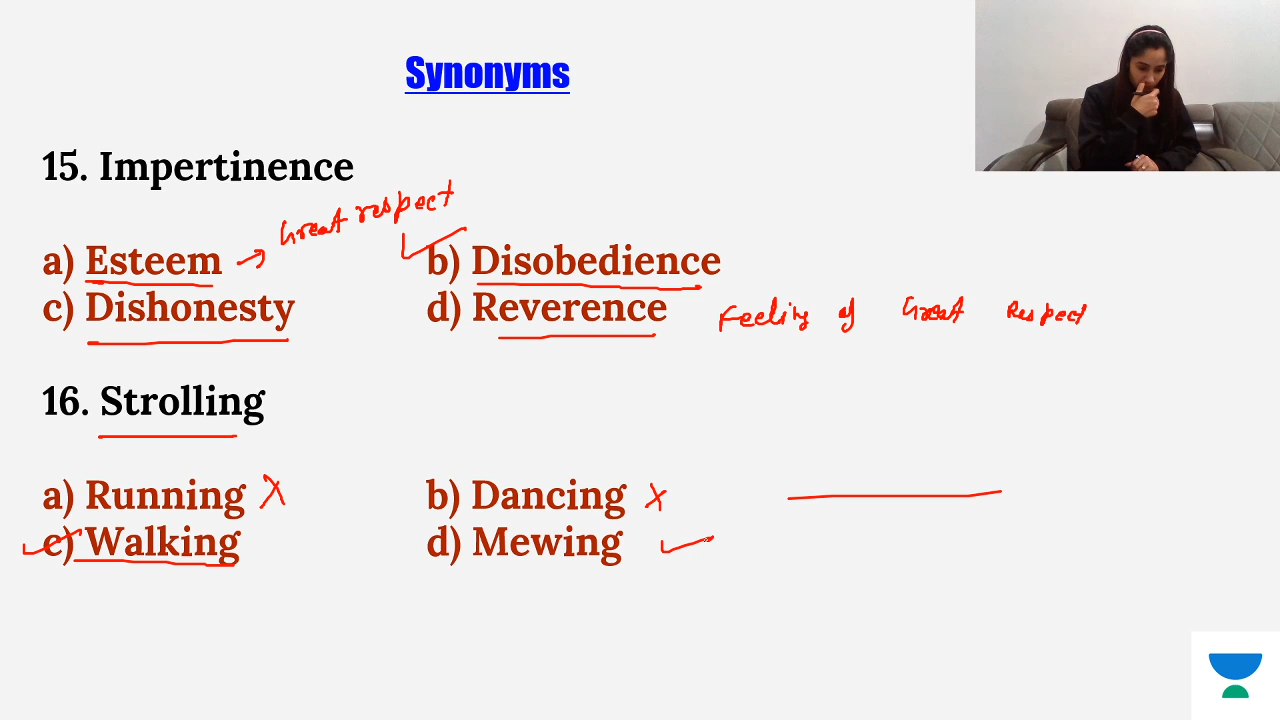 Synonyms
15. Impertinence
Great respect
a) Esteem b) Disobedience
c) Dishonesty d) Reverence Feeling of Great Respect
16. Strolling
a) Running b) Dancing
c) Walking d) Mewing